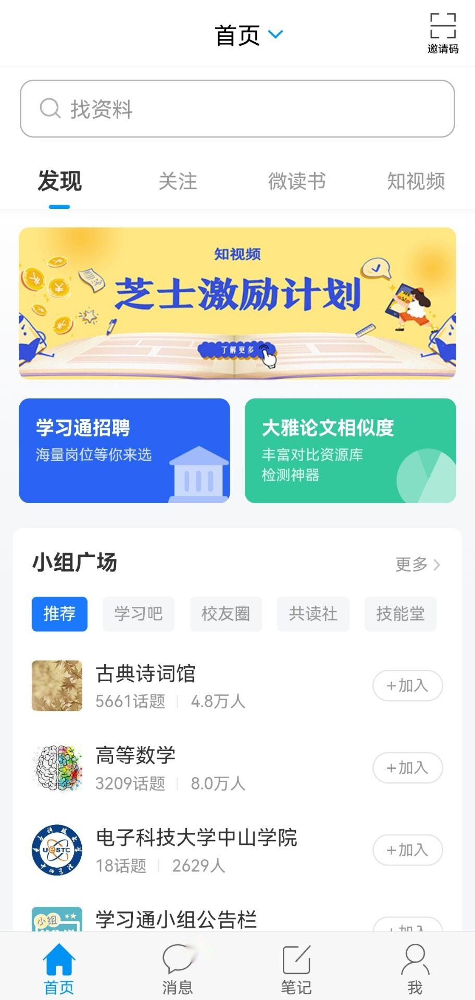 首页
邀请码
找资料
发现
关注
微读书
知视频
知视频
芝士激励计划
了解更多
学习通招聘
海量岗位等你来选
大雅论文相似度
丰富对比资源库
检测神器
小组广场
更多
推荐
学习吧
校友圈
共读社
技能堂
古典诗词馆
5661话题 4.8万人
+加入
高等数学
3209话题 8.0万人
+加入
UESTC
电子科技大学中山学院
18话题 2629人
+加入
小组
学习通小组公告栏
首页
消息
笔记
我